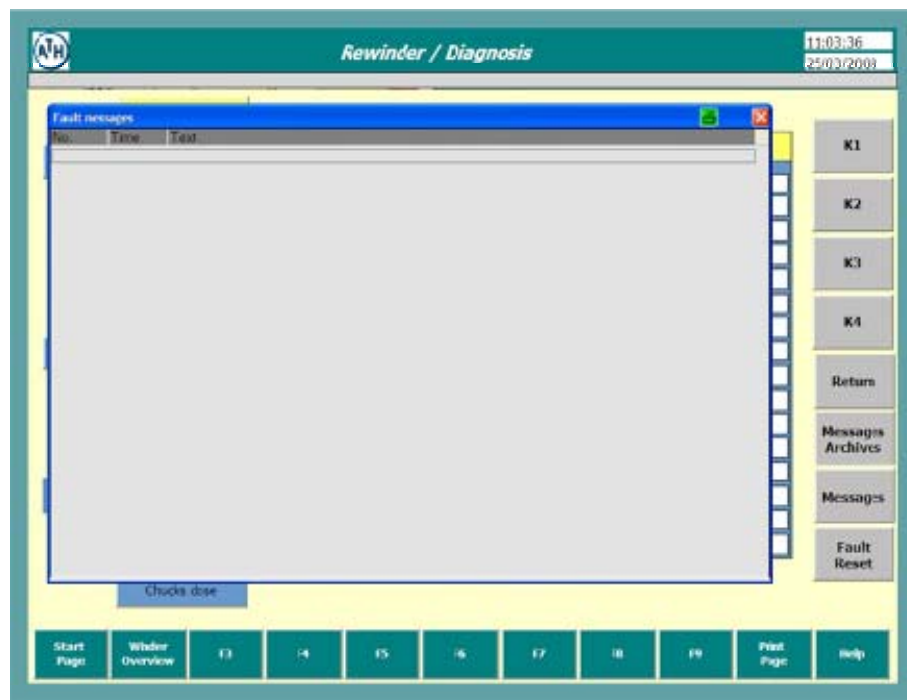 ATH
Rewinder / Diagnosis
11:03:36
25/03/2008
Fault messages
No. Time Text
K1
K2
K3
K4
Return
Messages
Archives
Messages
Fault
Reset
Chucks close
Start
Page
Winder
Overview
F3
F4
F5
F6
F7
F8
F9
Print
Page
Help